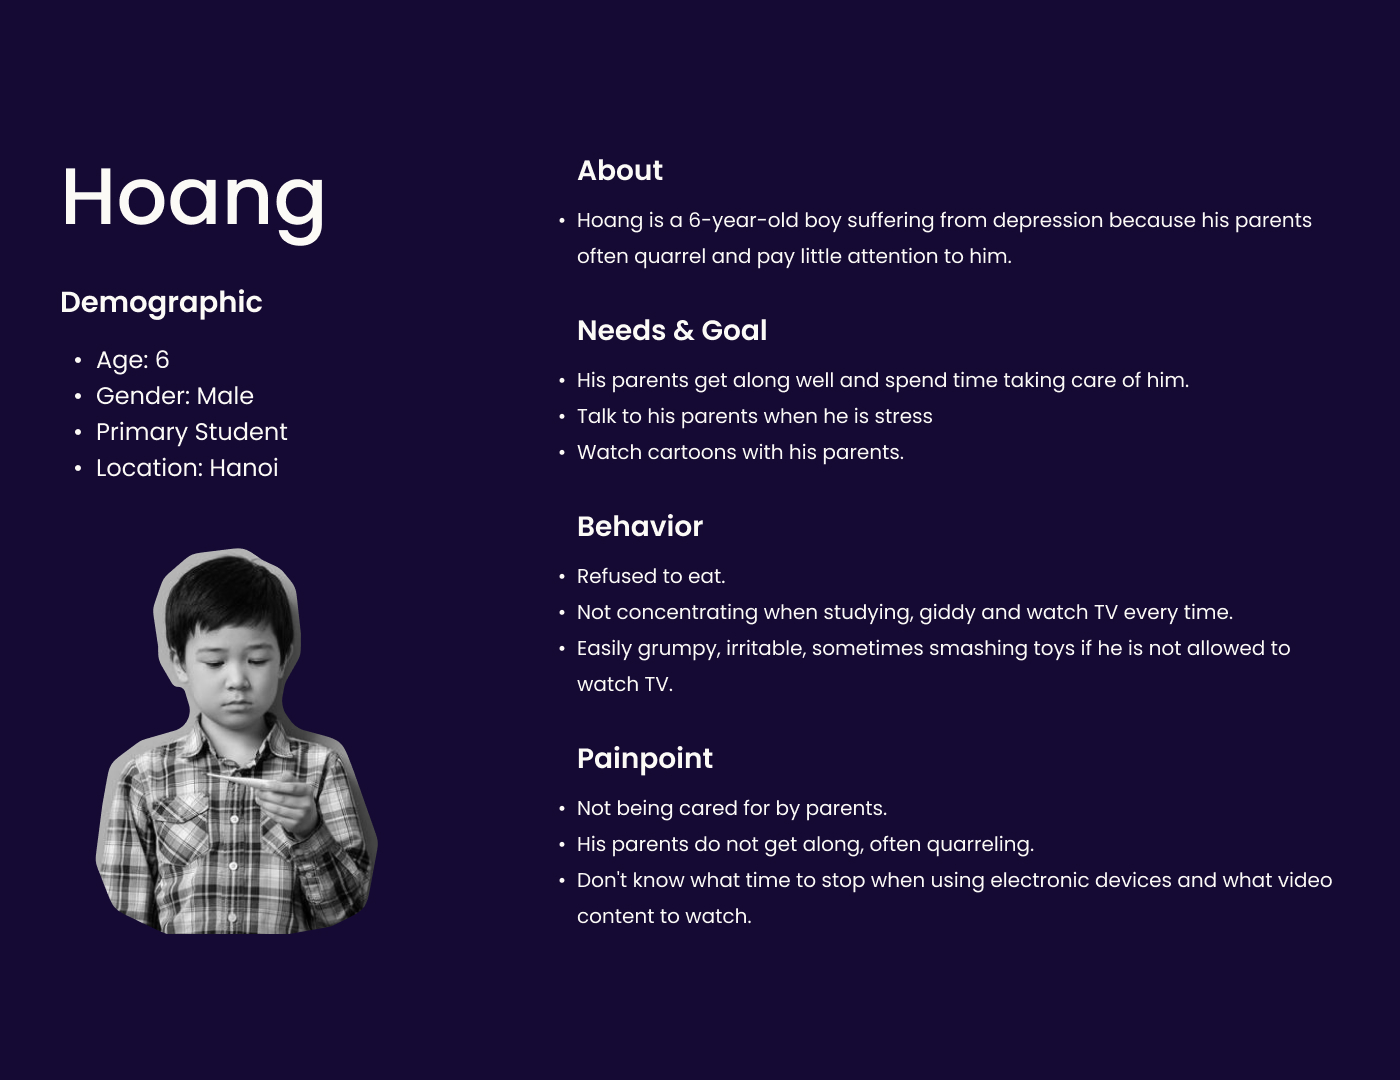 Hoang
Demographic
• Age: 6
• Gender: Male
• Primary Student
• Location: Hanoi
About
• Hoang is a 6-year-old boy suffering from depression because his parents
often quarrel and pay little attention to him.
Needs & Goal
• His parents get along well and spend time taking care of him.
• Talk to his parents when he is stress
• Watch cartoons with his parents.
Behavior
• Refused to eat.
• Not concentrating when studying, giddy and watch TV every time.
• Easily grumpy, irritable, sometimes smashing toys if he is not allowed to
watch TV.
Painpoint
• Not being cared for by parents.
• His parents do not get along, often quarreling.
• Don't know what time to stop when using electronic devices and what video
content to watch.